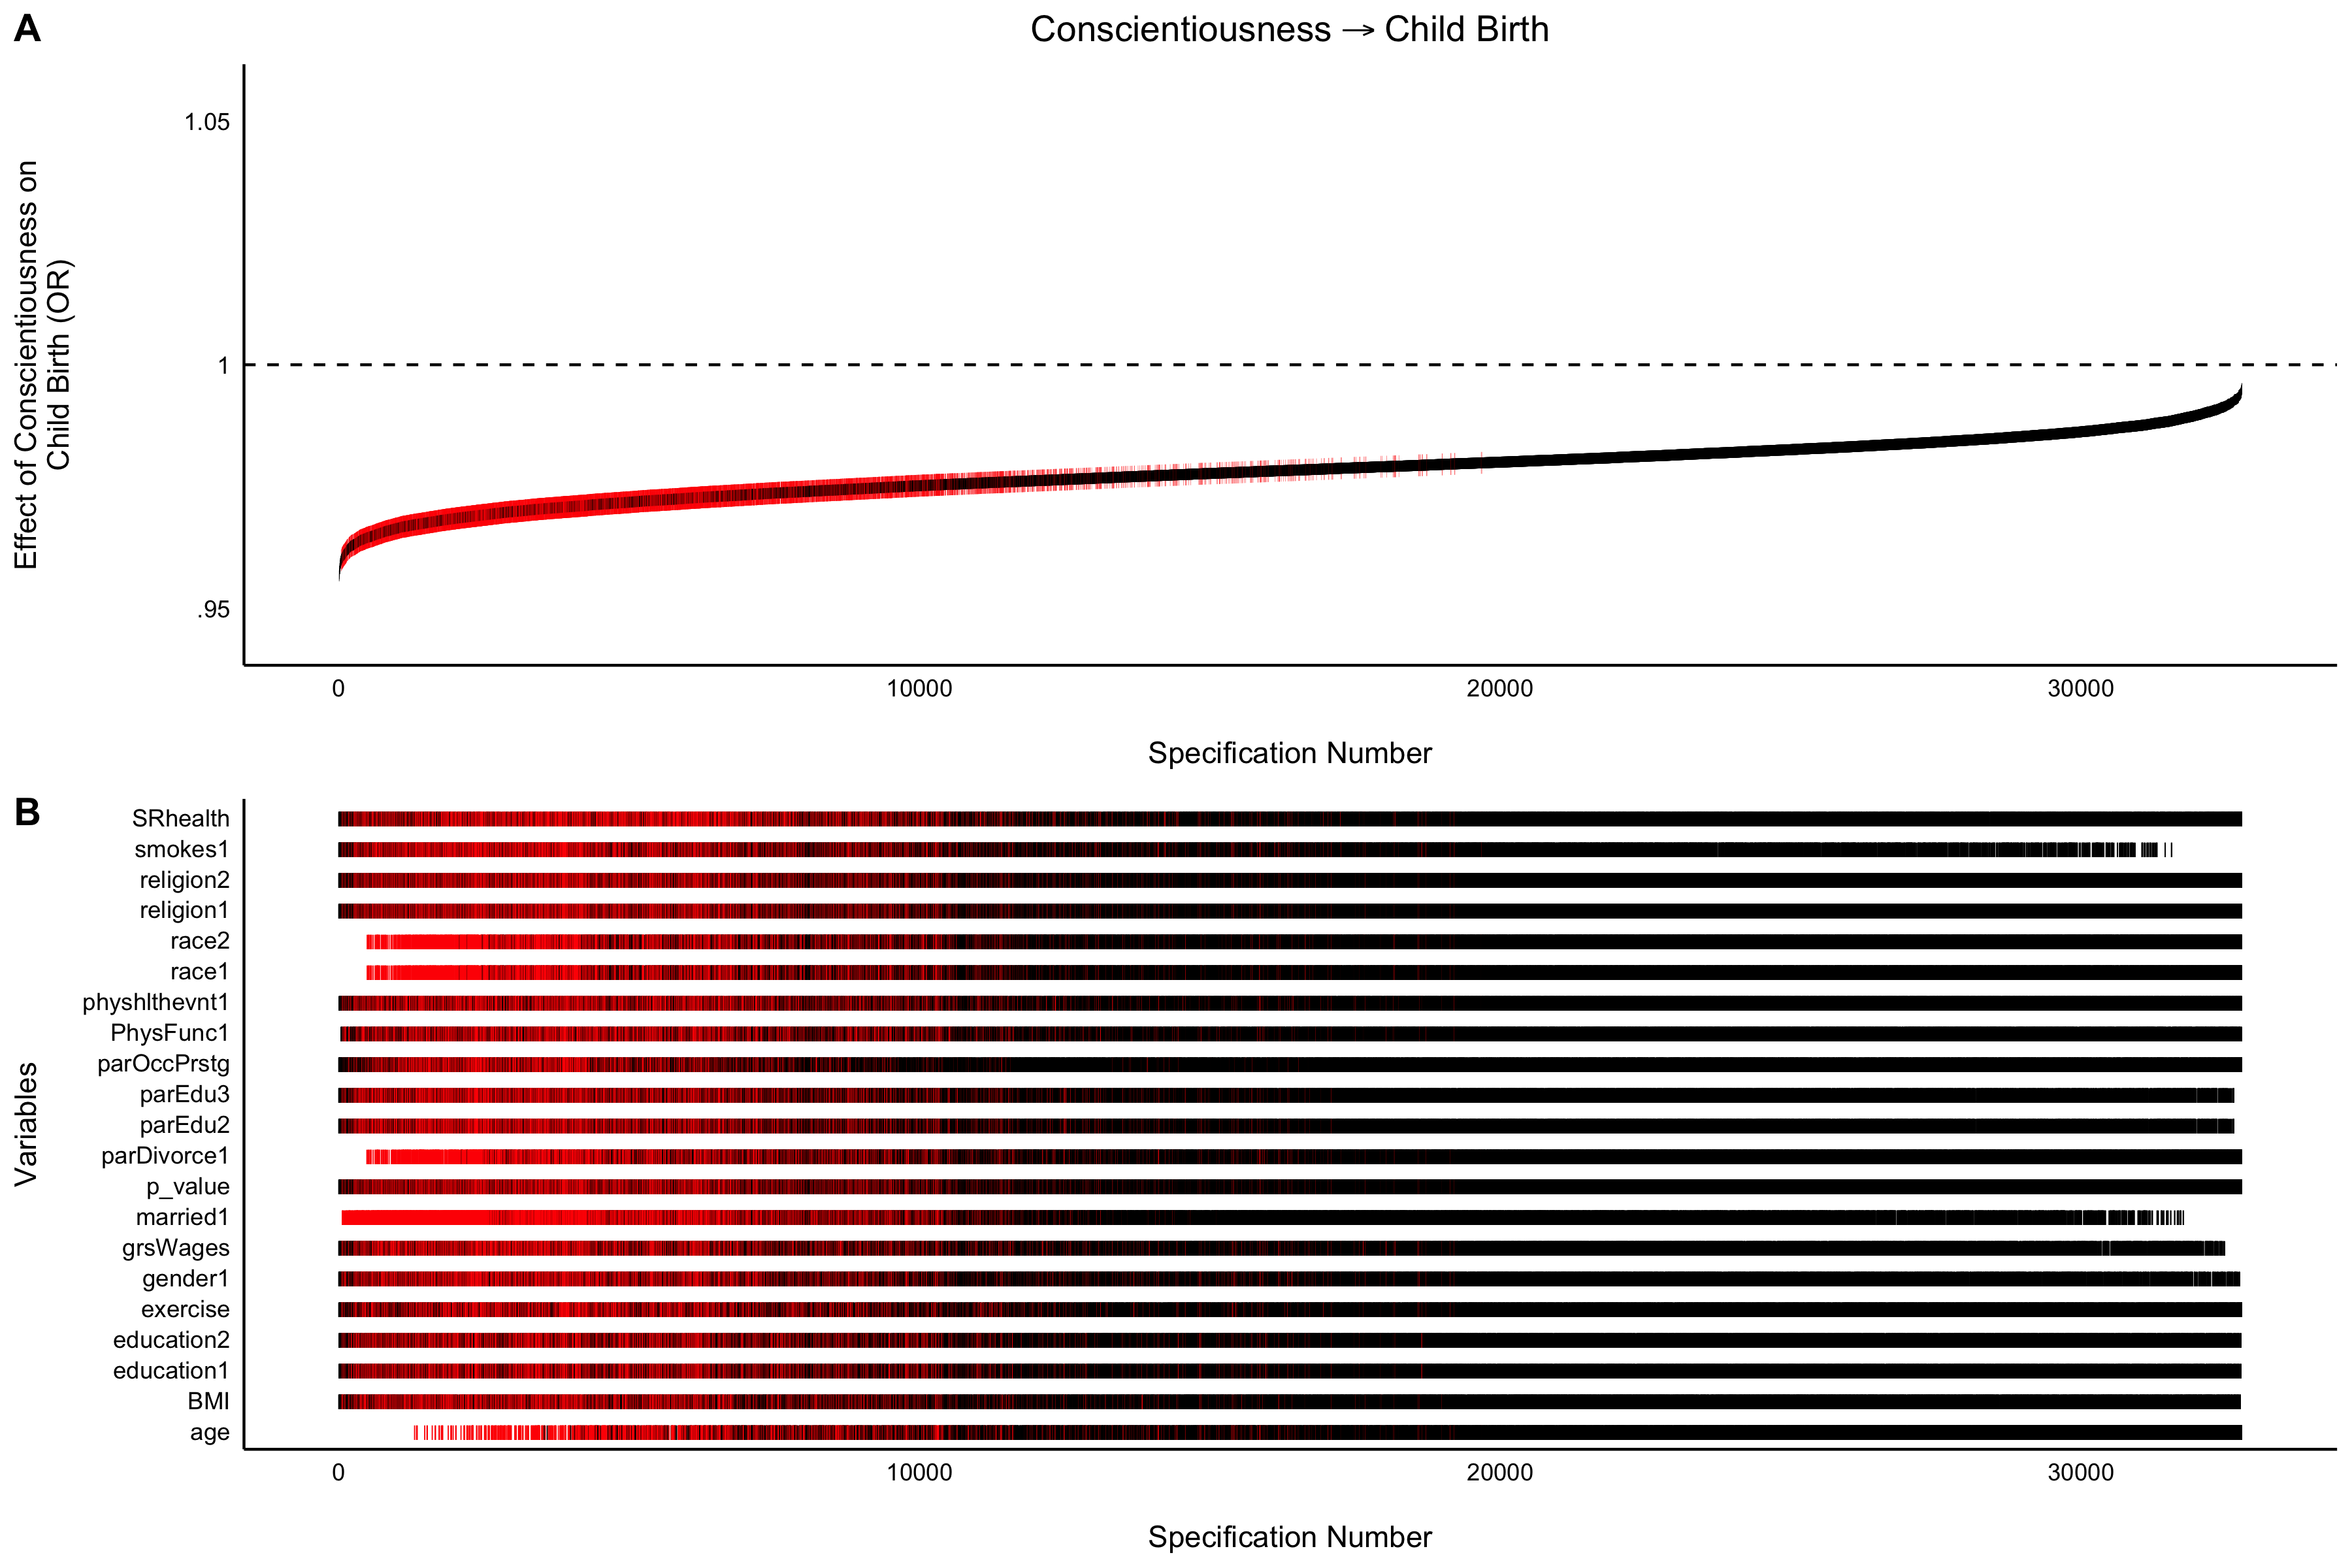 A
Conscientiousness → Child Birth
Effect of Conscientiousness on
Child Birth (OR)
1.05
1
.95
0 10000 20000 30000
Specification Number
B
Variables
SRhealth
smokes1
religion2
religion1
race2
race1
physhlthevnt1
PhysFunc1
parOccPrstg
parEdu3
parEdu2
parDivorce1
p_value
married1
grsWages
gender1
exercise
education2
education1
BMI
age
0 10000 20000 30000
Specification Number